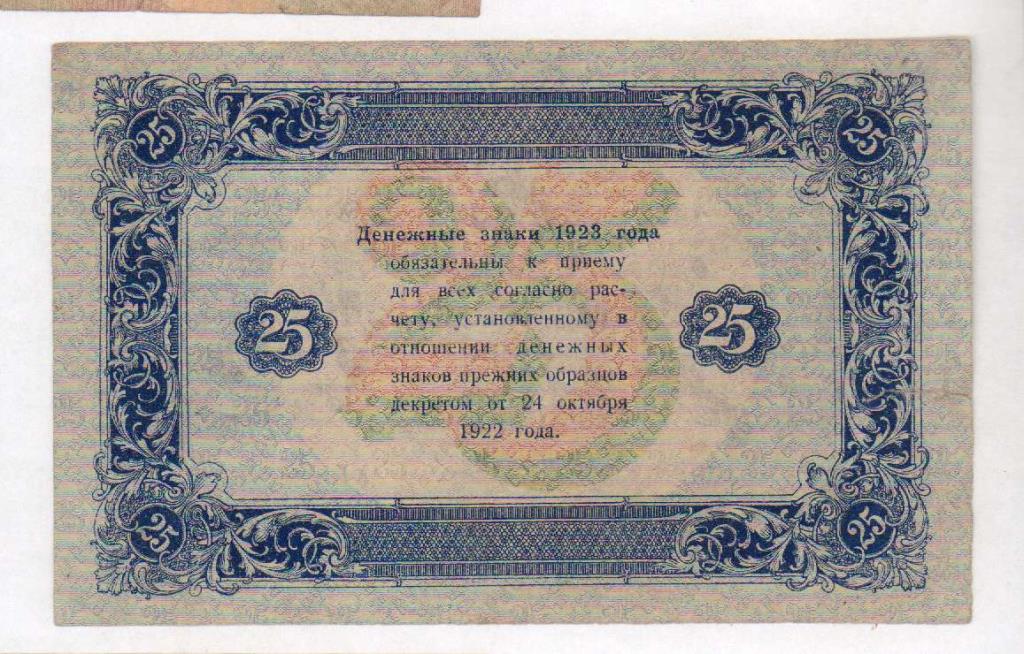 25 25
Денежные знаки 1923 года
обязательны к приему
для всех согласно рас-
чету, установленному в
25 25
отношении денежных
знаков прежних образцов
декретом от 24 октября
1922 года.
25 25